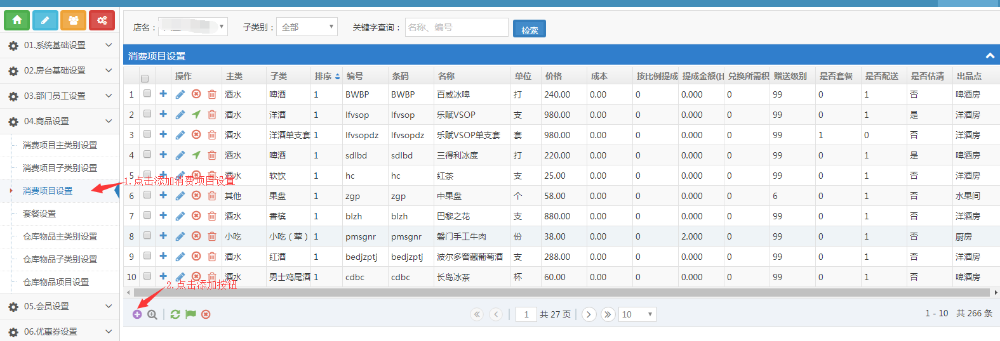 店名： 子类别： 全部 关键字查询： 名称、编号 检索
01.系统基础设置
02.房台基础设置
03.部门员工设置
04.商品设置
消费项目主类别设置
消费项目子类别设置
消费项目设置
套餐设置
仓库物品主类别设置
仓库物品子类别设置
仓库物品项目设置
05.会员设置
06.优惠券设置
消费项目设置
操作 主类 子类 排序 编号 条码 名称 单位 价格 成本 按比例提成 提成金额(比 兑换所需积 赠送级别 是否套餐 是否配送 是否估清 出品点
1 酒水 啤酒 1 BWBP BWBP 百威冰啤 打 240.00 0.00 0 0.000 0 99 0 1 否 啤酒房
2 酒水 洋酒 1 lfvsop lfvsop 乐赋VSOP 支 980.00 0.00 0 0.000 0 99 0 1 是 洋酒房
3 酒水 洋酒单支套 1 lfvsopdz lfvsopdz 乐赋VSOP单支套 套 980.00 0.00 0 0.000 0 99 1 0 否 洋酒房
4 酒水 啤酒 1 sdlbd sdlbd 三得利冰度 打 220.00 0.00 0 0.000 0 99 0 1 是 啤酒房
5 酒水 软饮 1 hc hc 红茶 支 25.00 0.00 0 0.000 0 99 0 1 否 洋酒房
1.点击添加消费项目设置
6 其他 果盘 1 zgp zgp 中果盘 个 58.00 0.00 0 0.000 0 6 0 1 否 水果间
7 酒水 香槟 1 blzh blzh 巴黎之花 支 880.00 0.00 0 0.000 0 99 0 1 否 洋酒房
8 小吃 小吃（荤） 1 pmsgnr pmsgnr 磐门手工牛肉 份 38.00 0.00 0 2.000 0 99 0 1 否 厨房
9 酒水 红酒 1 bedjzptj bedjzptj 波尔多窖藏葡萄酒 支 288.00 0.00 0 0.000 0 99 0 1 否 洋酒房
10 酒水 男士鸡尾酒 1 cdbc cdbc 长岛冰茶 杯 60.00 0.00 0 0.000 0 99 0 1 否 啤酒房
2.点击添加按钮
1 共 27 页 10 1 - 10 共 266 条